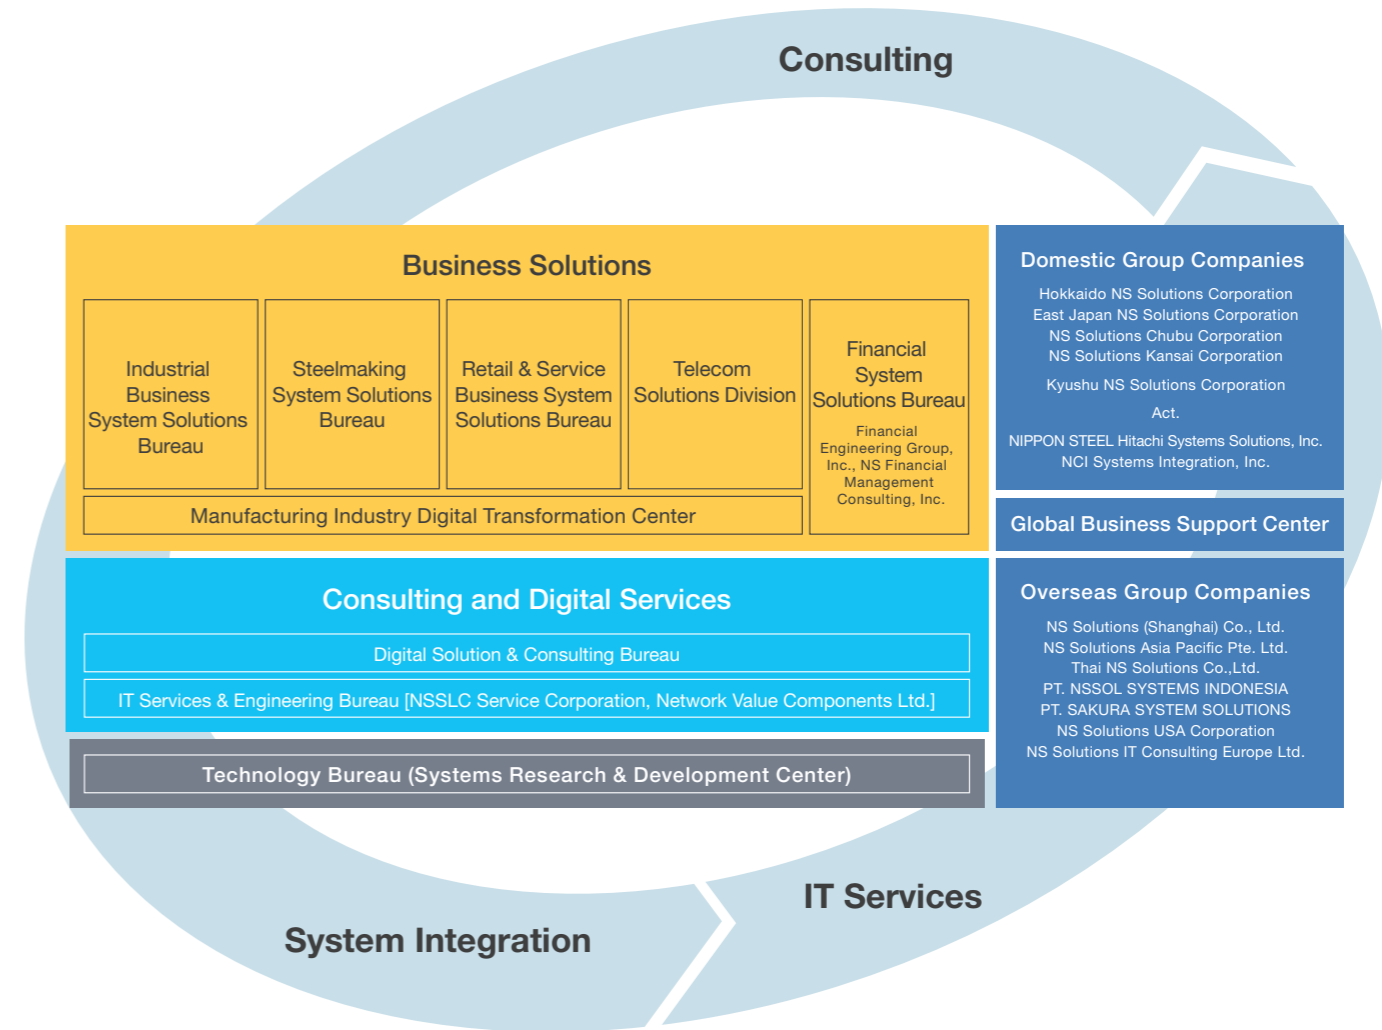 Consulting
Business Solutions
Industrial
Business
System Solutions
Bureau
Steelmaking
System Solutions
Bureau
Retail & Service
Business System
Solutions Bureau
Telecom
Solutions Division
Financial
System
Solutions Bureau
Financial
Engineering Group,
Inc., NS Financial
Management
Consulting, Inc.
Manufacturing Industry Digital Transformation Center
Domestic Group Companies
Hokkaido NS Solutions Corporation
East Japan NS Solutions Corporation
NS Solutions Chubu Corporation
NS Solutions Kansai Corporation
Kyushu NS Solutions Corporation
Act.
NIPPON STEEL Hitachi Systems Solutions, Inc.
NCI Systems Integration, Inc.
Global Business Support Center
Consulting and Digital Services
Digital Solution & Consulting Bureau
IT Services & Engineering Bureau [NSSLC Service Corporation, Network Value Components Ltd.]
Technology Bureau (Systems Research & Development Center)
Overseas Group Companies
NS Solutions (Shanghai) Co., Ltd.
NS Solutions Asia Pacific Pte. Ltd.
Thai NS Solutions Co.,Ltd.
PT. NSSOL SYSTEMS INDONESIA
PT. SAKURA SYSTEM SOLUTIONS
NS Solutions USA Corporation
NS Solutions IT Consulting Europe Ltd.
IT Services
System Integration